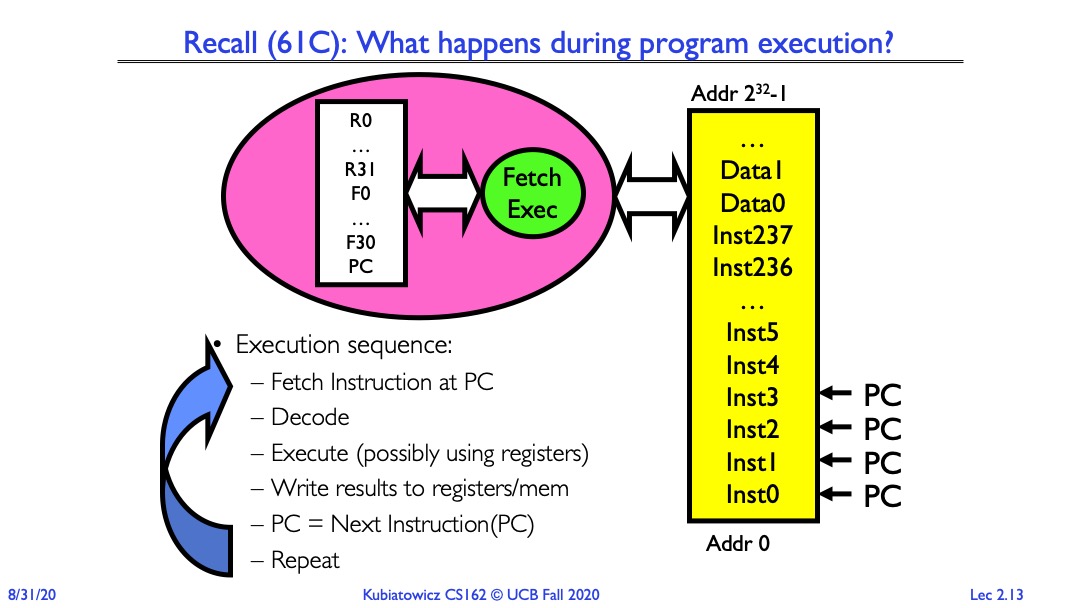 Recall (61C): What happens during program execution?
R0
…
R31
F0
…
F30
PC
Fetch
Exec
Addr 2³²-1
…
Data1
Data0
Inst237
Inst236
…
Inst5
Inst4
Inst3
Inst2
Inst1
Inst0
PC
PC
PC
PC
Addr 0
• Execution sequence:
– Fetch Instruction at PC
– Decode
– Execute (possibly using registers)
– Write results to registers/mem
– PC = Next Instruction(PC)
– Repeat
8/31/20
Kubiatowicz CS162 © UCB Fall 2020
Lec 2.13